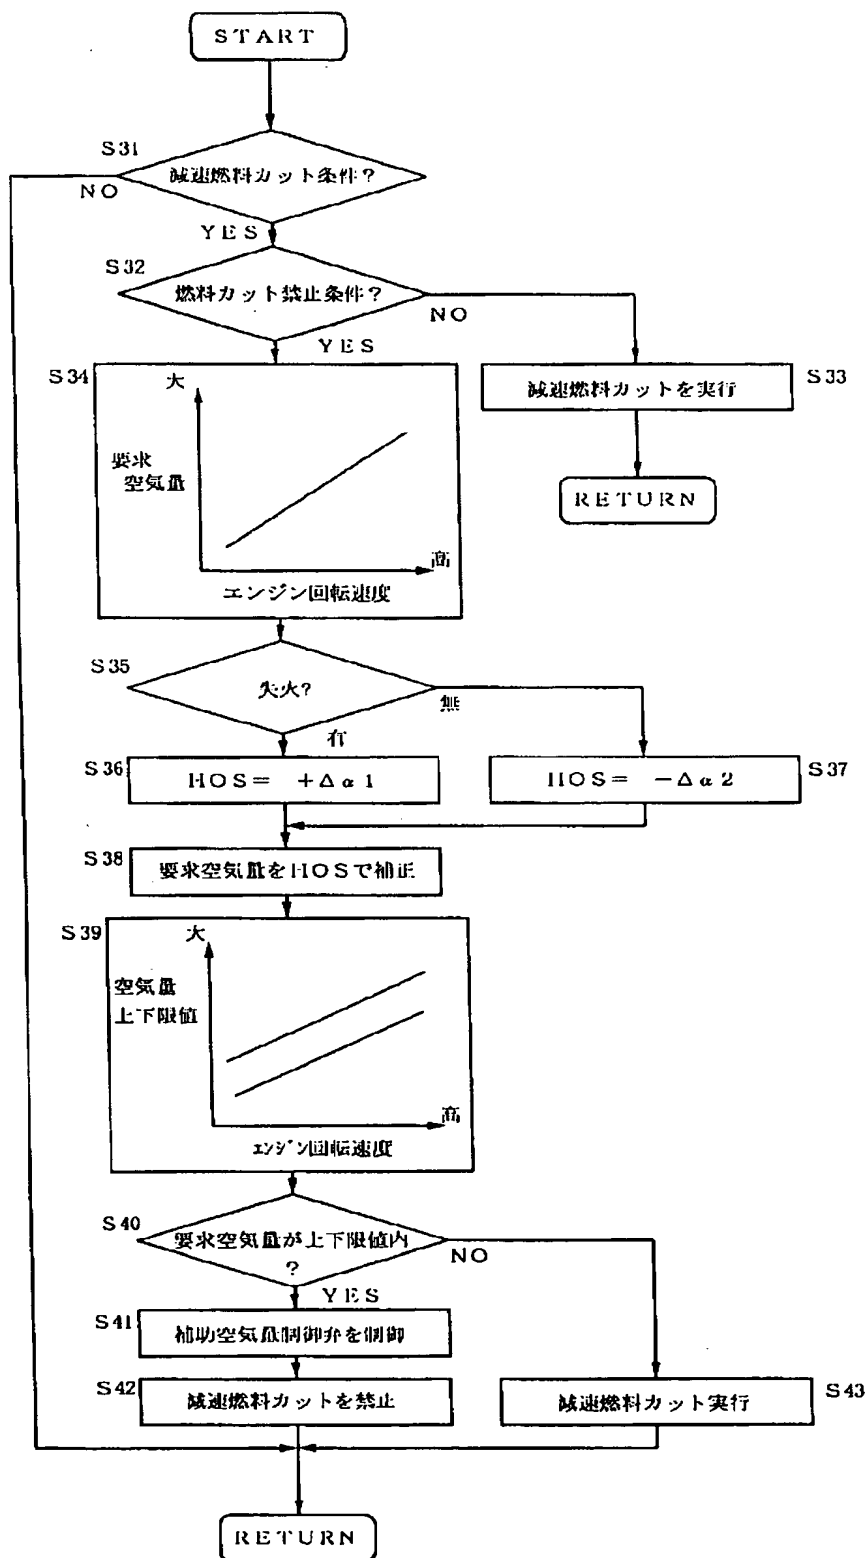 START
S31
減速燃料カット条件?
NO
YES
S32
燃料カット禁止条件?
NO
YES
S34
大
要求
空気量
高
エンジン回転速度
減速燃料カットを実行
S33
RETURN
S35
失火?
無
有
S36
HOS= +Δα1
HOS= -Δα2
S37
S38
要求空気量をHOSで補正
S39
大
空気量
上下限値
高
エンジン回転速度
S40
要求空気量が上下限値内
?
NO
YES
S41
補助空気量制御弁を制御
S42
減速燃料カットを禁止
減速燃料カット実行
S43
RETURN